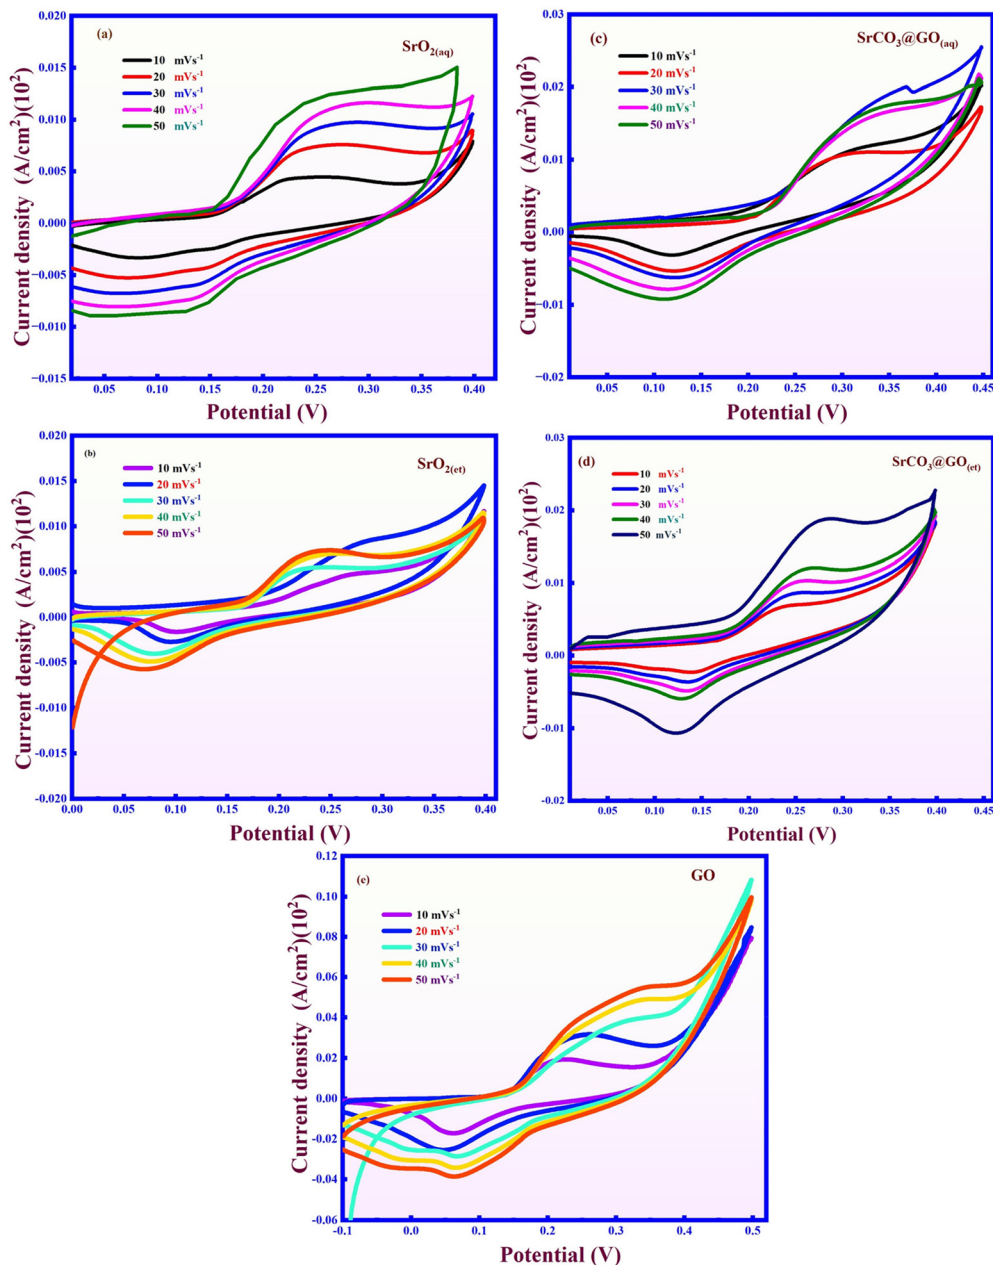 (a)
SrO2(aq)
10 mVs-1
20 mVs-1
30 mVs-1
40 mVs-1
50 mVs-1
Current density (A/cm2)(102)
0.020
0.015
0.010
0.005
0.000
−0.005
−0.010
−0.015
0.05 0.10 0.15 0.20 0.25 0.30 0.35 0.40
Potential (V)
(c)
SrCO3@GO(aq)
10 mVs-1
20 mVs-1
30 mVs-1
40 mVs-1
50 mVs-1
Current density (A/cm2)(102)
0.03
0.02
0.01
0.00
−0.01
−0.02
0.05 0.10 0.15 0.20 0.25 0.30 0.35 0.40 0.45
Potential (V)
(b)
SrO2(et)
10 mVs-1
20 mVs-1
30 mVs-1
40 mVs-1
50 mVs-1
Current density (A/cm2)(102)
0.020
0.015
0.010
0.005
0.000
-0.005
-0.010
-0.015
-0.020
0.00 0.05 0.10 0.15 0.20 0.25 0.30 0.35 0.40
Potential (V)
(d)
SrCO3@GO(et)
10 mVs-1
20 mVs-1
30 mVs-1
40 mVs-1
50 mVs-1
Current density (A/cm2)(102)
0.03
0.02
0.01
0.00
-0.01
-0.02
0.05 0.10 0.15 0.20 0.25 0.30 0.35 0.40 0.45
Potential (V)
(e)
GO
10 mVs-1
20 mVs-1
30 mVs-1
40 mVs-1
50 mVs-1
Current density (A/cm2)(102)
0.12
0.10
0.08
0.06
0.04
0.02
0.00
-0.02
-0.04
-0.06
-0.1 0.0 0.1 0.2 0.3 0.4 0.5
Potential (V)